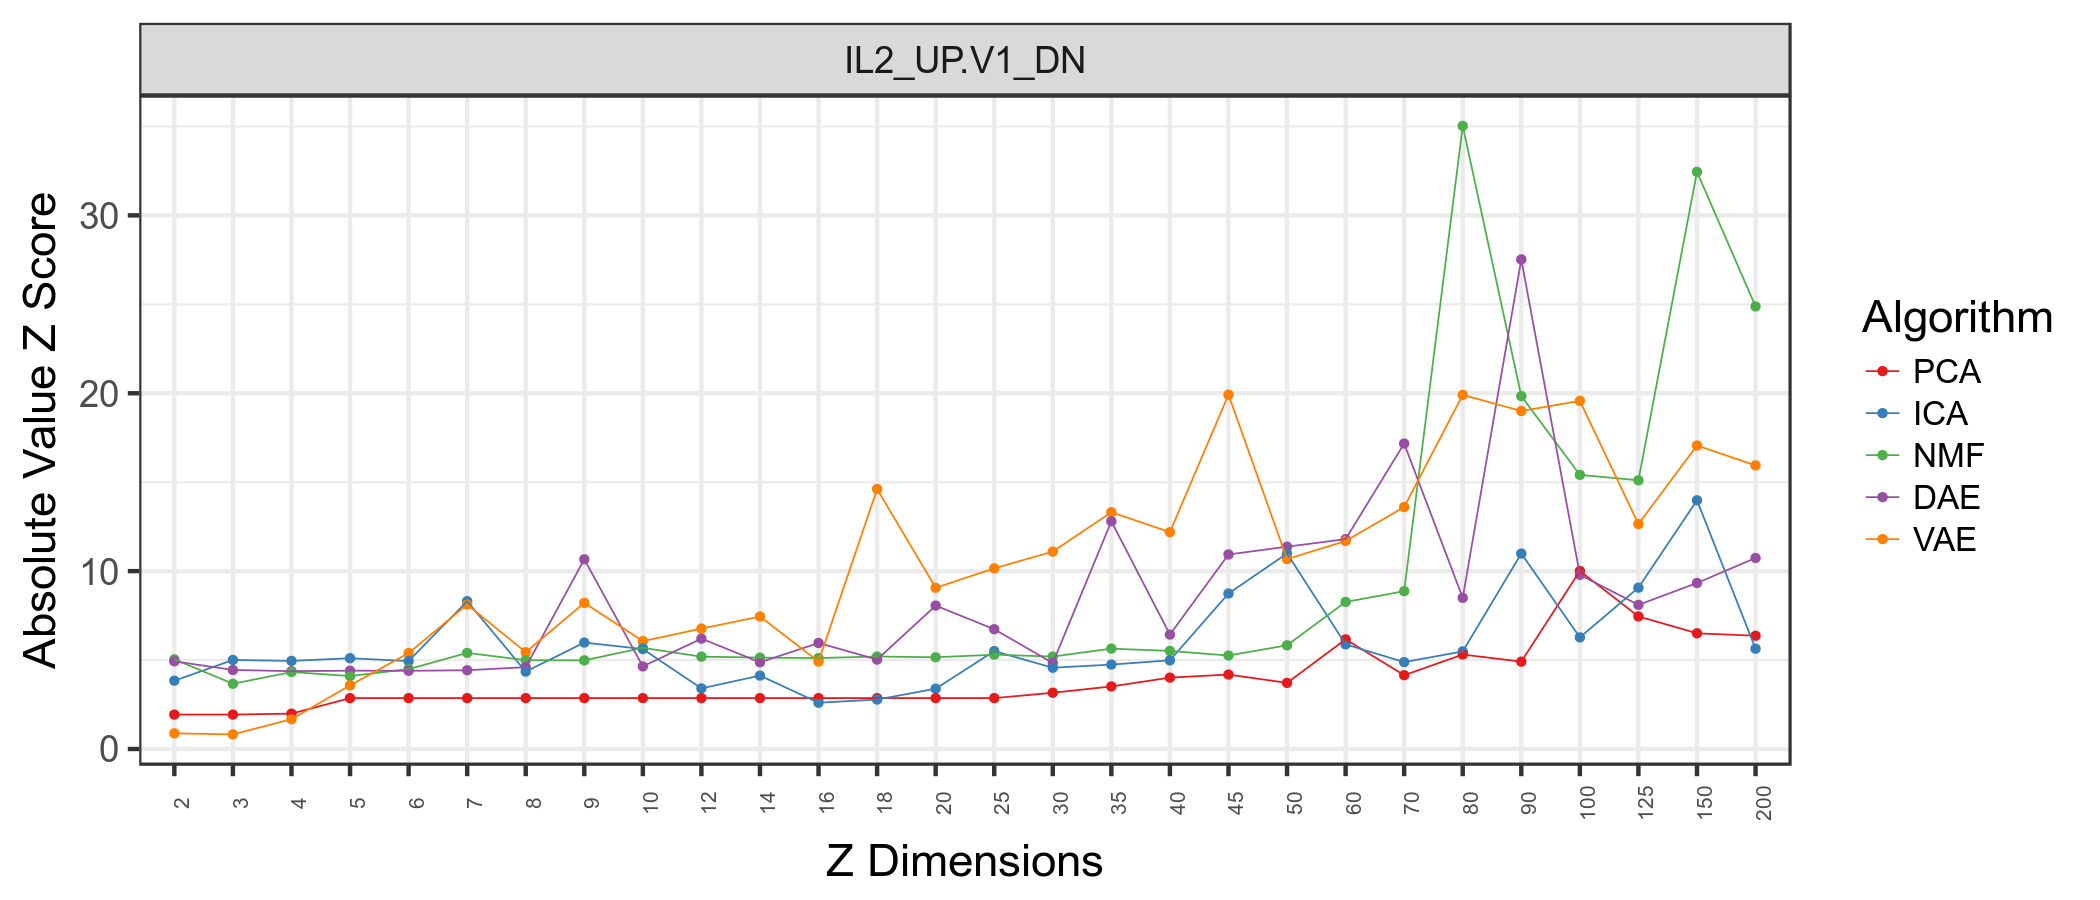 IL2_UP.V1_DN
Absolute Value Z Score
30
20
10
0
2 3 4 5 6 7 8 9 10 12 14 16 18 20 25 30 35 40 45 50 60 70 80 90 100 125 150 200
Z Dimensions
Algorithm
PCA
ICA
NMF
DAE
VAE